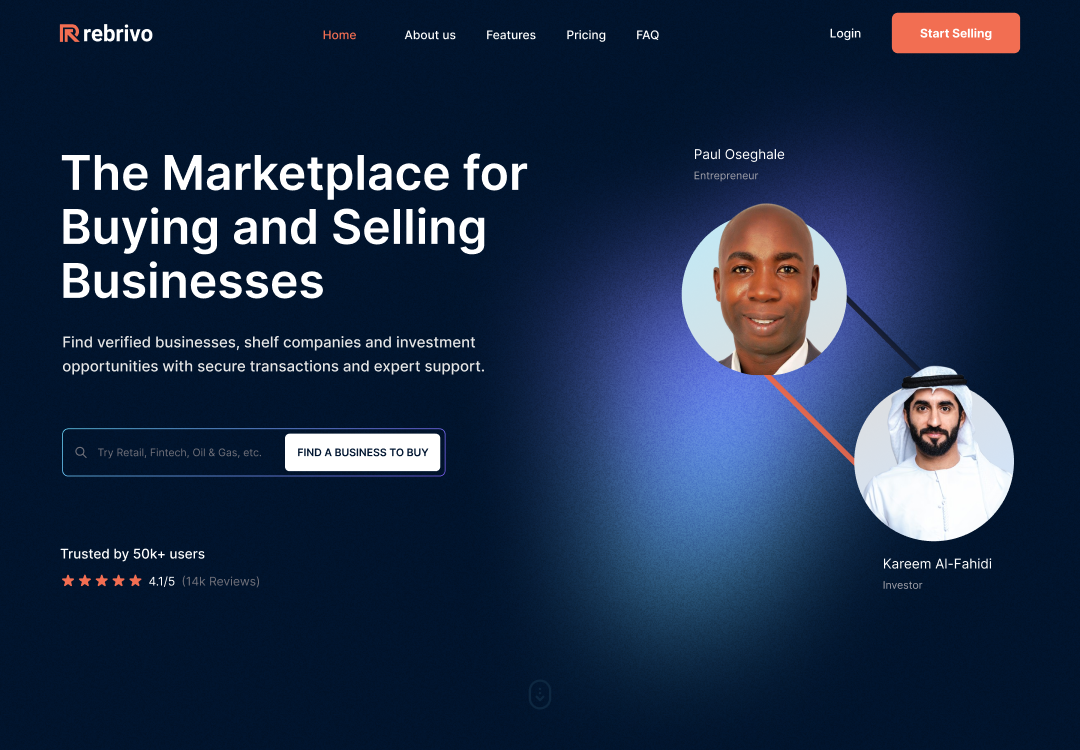 rebrivo
Home
About us
Features
Pricing
FAQ
Login
Start Selling
The Marketplace for
Buying and Selling
Businesses
Find verified businesses, shelf companies and investment
opportunities with secure transactions and expert support.
Try Retail, Fintech, Oil & Gas, etc.
FIND A BUSINESS TO BUY
Trusted by 50k+ users
4.1/5 (14k Reviews)
Paul Oseghale
Entrepreneur
Kareem Al-Fahidi
Investor